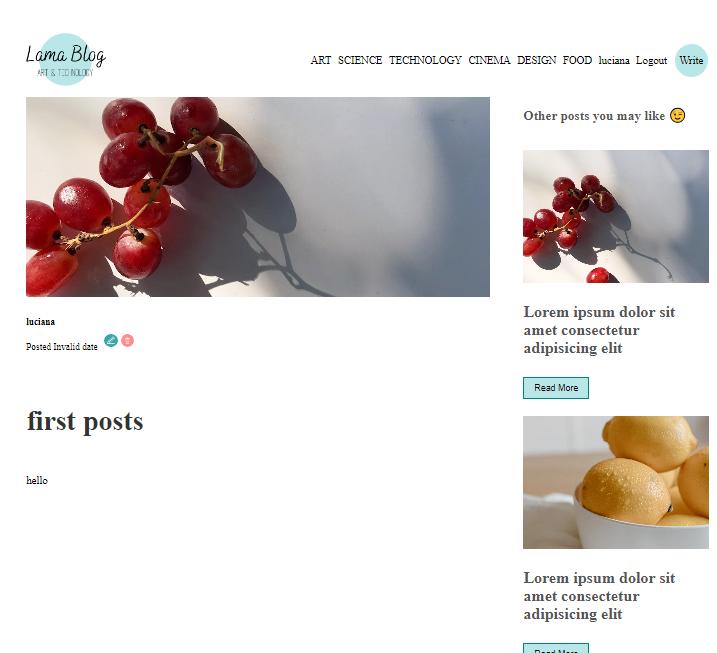 Lama Blog
ART & TECHNOLOGY
ART SCIENCE TECHNOLOGY CINEMA DESIGN FOOD luciana Logout Write
luciana
Posted Invalid date
first posts
hello
Other posts you may like 😉
Lorem ipsum dolor sit
amet consectetur
adipisicing elit
Read More
Lorem ipsum dolor sit
amet consectetur
adipisicing elit
Read More